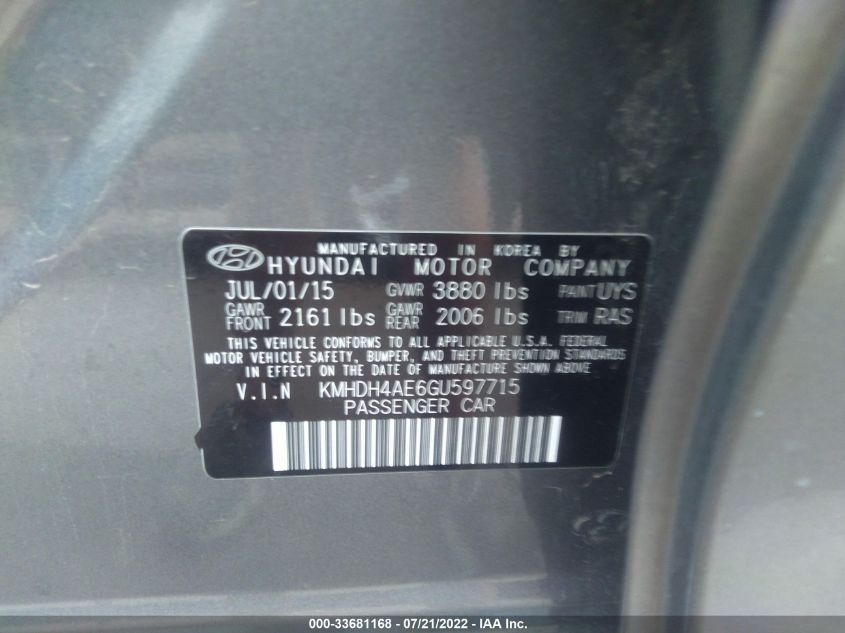 MANUFACTURED IN KOREA BY
HYUNDAI MOTOR COMPANY
JUL/01/15 GVWR 3880 lbs PAINT UYS
GAWR FRONT 2161 lbs GAWR REAR 2006 lbs TRIM RAS
THIS VEHICLE CONFORMS TO ALL APPLICABLE U.S.A. FEDERAL
MOTOR VEHICLE SAFETY, BUMPER, AND THEFT PREVENTION STANDARDS
IN EFFECT ON THE DATE OF MANUFACTURE SHOWN ABOVE
V.I.N KMHDH4AE6GU597715
PASSENGER CAR
000-33681168 - 07/21/2022 - IAA Inc.